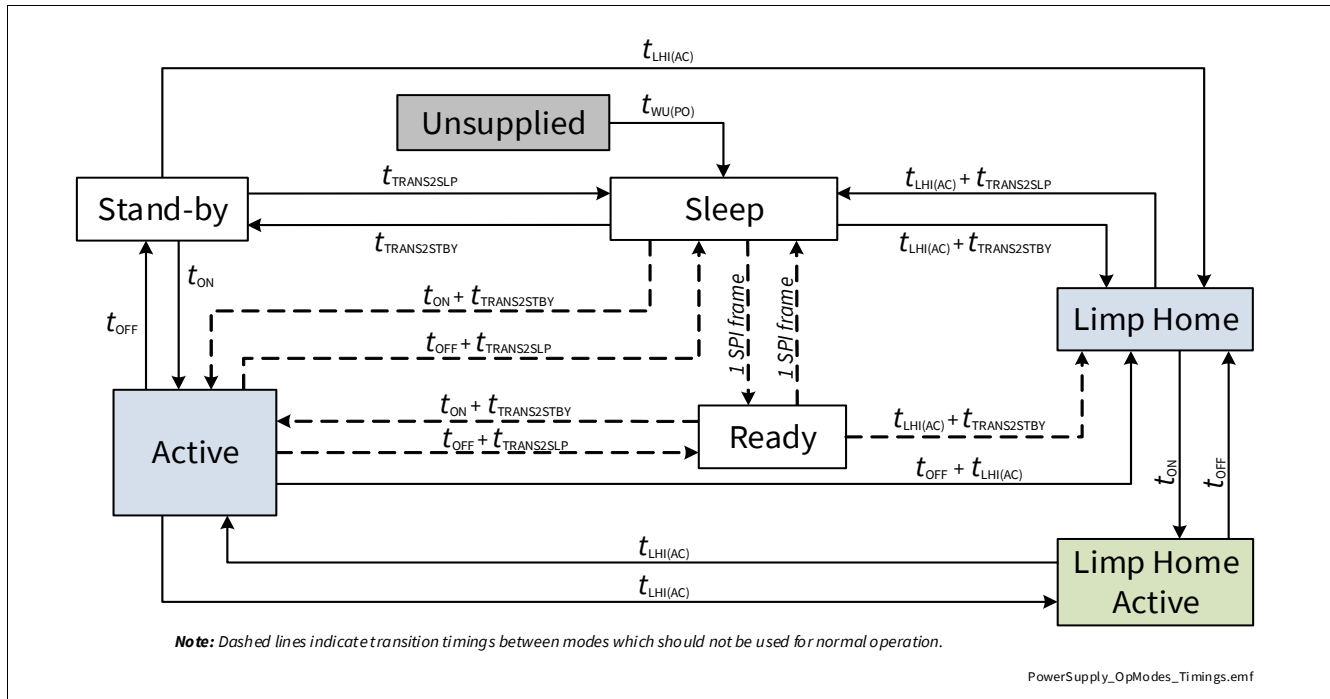 tLHI(AC)
Unsupplied
tWU(PO)
tTRANS2SLP
tLHI(AC) + tTRANS2SLP
Stand-by
Sleep
tTRANS2STBY
tLHI(AC) + tTRANS2STBY
tON
tOFF
tON + tTRANS2STBY
1 SPI frame
1 SPI frame
Limp Home
tOFF + tTRANS2SLP
tON + tTRANS2STBY
tLHI(AC) + tTRANS2STBY
Active
Ready
tOFF + tTRANS2SLP
tOFF + tLHI(AC)
tON
tOFF
tLHI(AC)
Limp Home
Active
tLHI(AC)
Note: Dashed lines indicate transition timings between modes which should not be used for normal operation.
PowerSupply_OpModes_Timings.emf